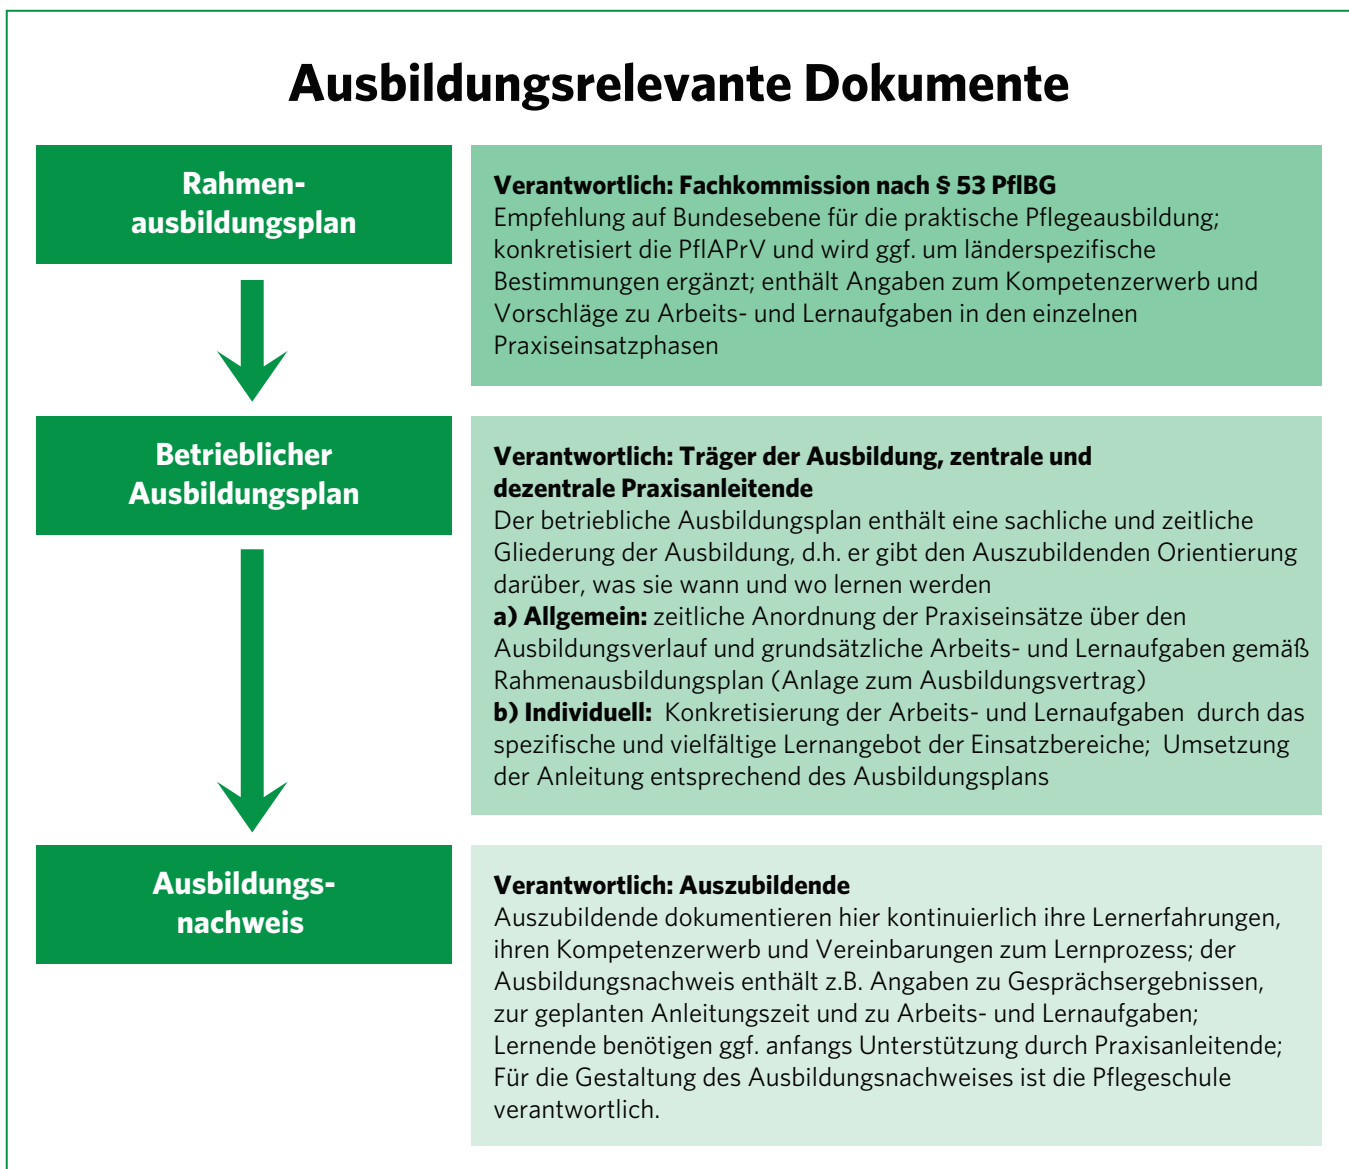 Ausbildungsrelevante Dokumente
Rahmen-
ausbildungsplan
Verantwortlich: Fachkommission nach § 53 PflBG
Empfehlung auf Bundesebene für die praktische Pflegeausbildung;
konkretisiert die PflAPrV und wird ggf. um länderspezifische
Bestimmungen ergänzt; enthält Angaben zum Kompetenzerwerb und
Vorschläge zu Arbeits- und Lernaufgaben in den einzelnen
Praxiseinsatzphasen
Betrieblicher
Ausbildungsplan
Verantwortlich: Träger der Ausbildung, zentrale und
dezentrale Praxisanleitende
Der betriebliche Ausbildungsplan enthält eine sachliche und zeitliche
Gliederung der Ausbildung, d.h. er gibt den Auszubildenden Orientierung
darüber, was sie wann und wo lernen werden
a) Allgemein: zeitliche Anordnung der Praxiseinsätze über den
Ausbildungsverlauf und grundsätzliche Arbeits- und Lernaufgaben gemäß
Rahmenausbildungsplan (Anlage zum Ausbildungsvertrag)
b) Individuell: Konkretisierung der Arbeits- und Lernaufgaben durch das
spezifische und vielfältige Lernangebot der Einsatzbereiche; Umsetzung
der Anleitung entsprechend des Ausbildungsplans
Ausbildungs-
nachweis
Verantwortlich: Auszubildende
Auszubildende dokumentieren hier kontinuierlich ihre Lernerfahrungen,
ihren Kompetenzerwerb und Vereinbarungen zum Lernprozess; der
Ausbildungsnachweis enthält z.B. Angaben zu Gesprächsergebnissen,
zur geplanten Anleitungszeit und zu Arbeits- und Lernaufgaben;
Lernende benötigen ggf. anfangs Unterstützung durch Praxisanleitende;
Für die Gestaltung des Ausbildungsnachweises ist die Pflegeschule
verantwortlich.